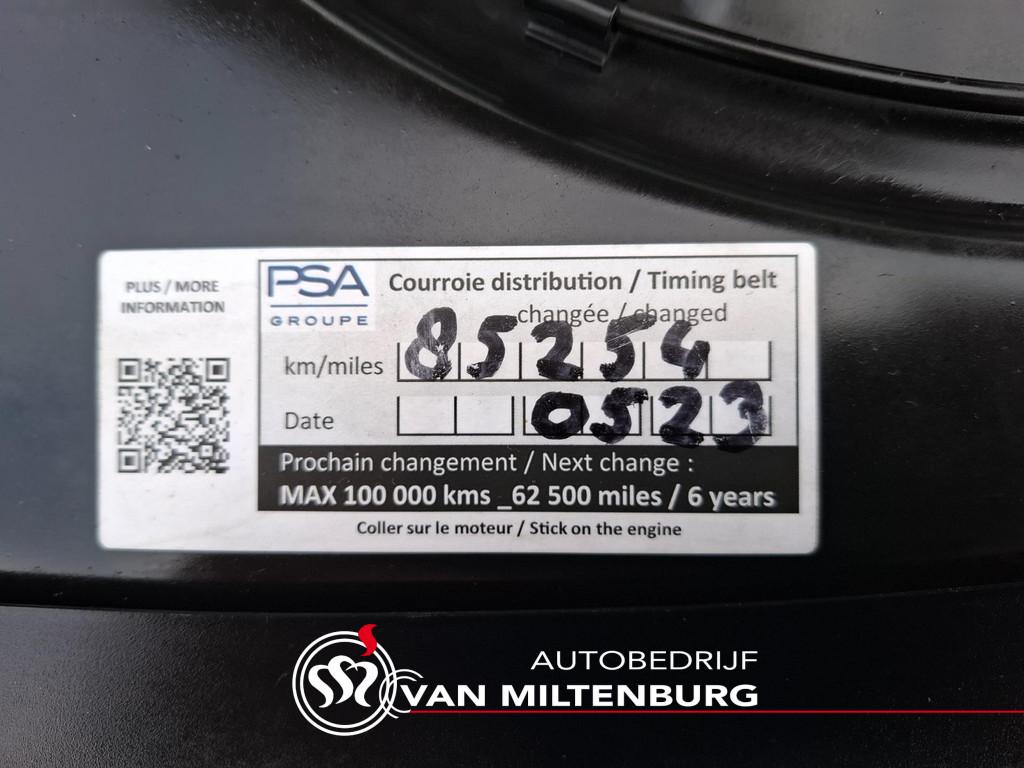 PLUS / MORE
INFORMATION
PSA
GROUPE
Courroie distribution / Timing belt
changée / changed
km/miles 85254
Date 0523
Prochain changement / Next change :
MAX 100 000 kms _62 500 miles / 6 years
Coller sur le moteur / Stick on the engine
AUTOBEDRIJF
VAN MILTENBURG